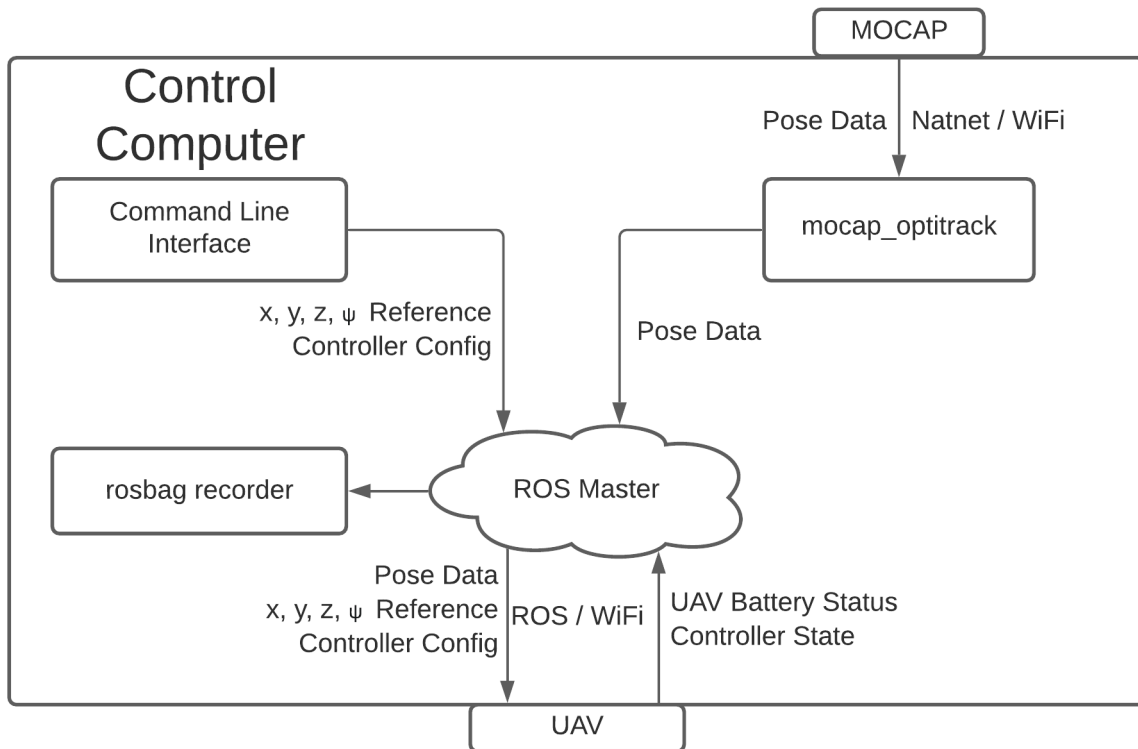 MOCAP
Control
Computer
Pose Data
Natnet / WiFi
Command Line
Interface
mocap_optitrack
x, y, z, ψ Reference
Controller Config
Pose Data
rosbag recorder
ROS Master
Pose Data
x, y, z, ψ Reference
Controller Config
ROS / WiFi
UAV Battery Status
Controller State
UAV